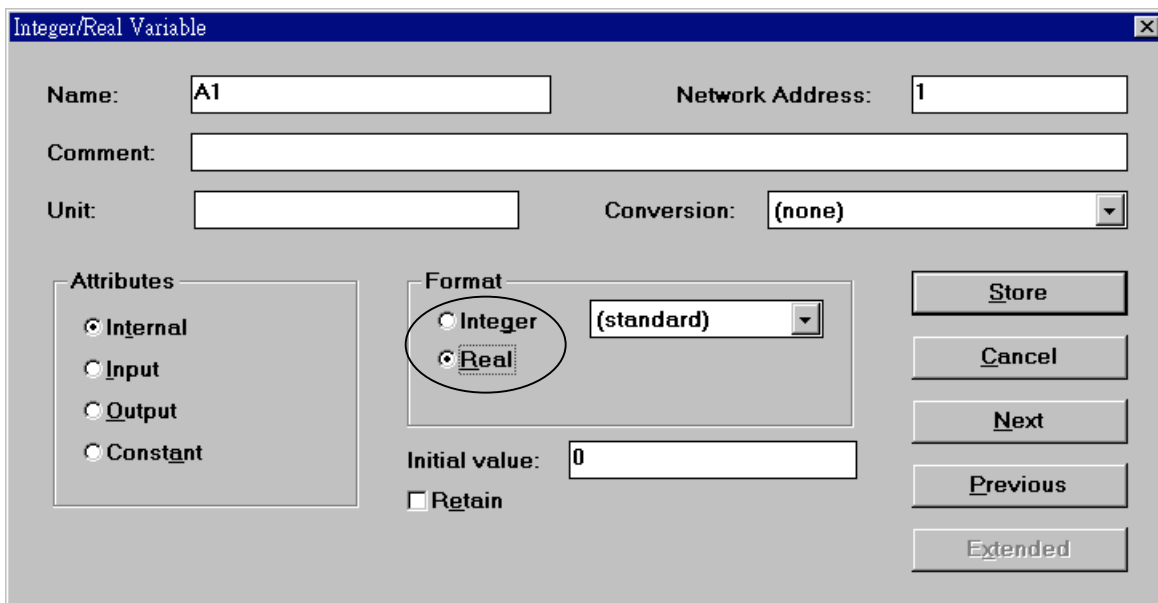 Integer/Real Variable
Name: A1 Network Address: 1
Comment:
Unit: Conversion: (none)
Attributes
Internal
Input
Output
Constant
Format
Integer (standard)
Real
Initial value: 0
Retain
Store
Cancel
Next
Previous
Extended